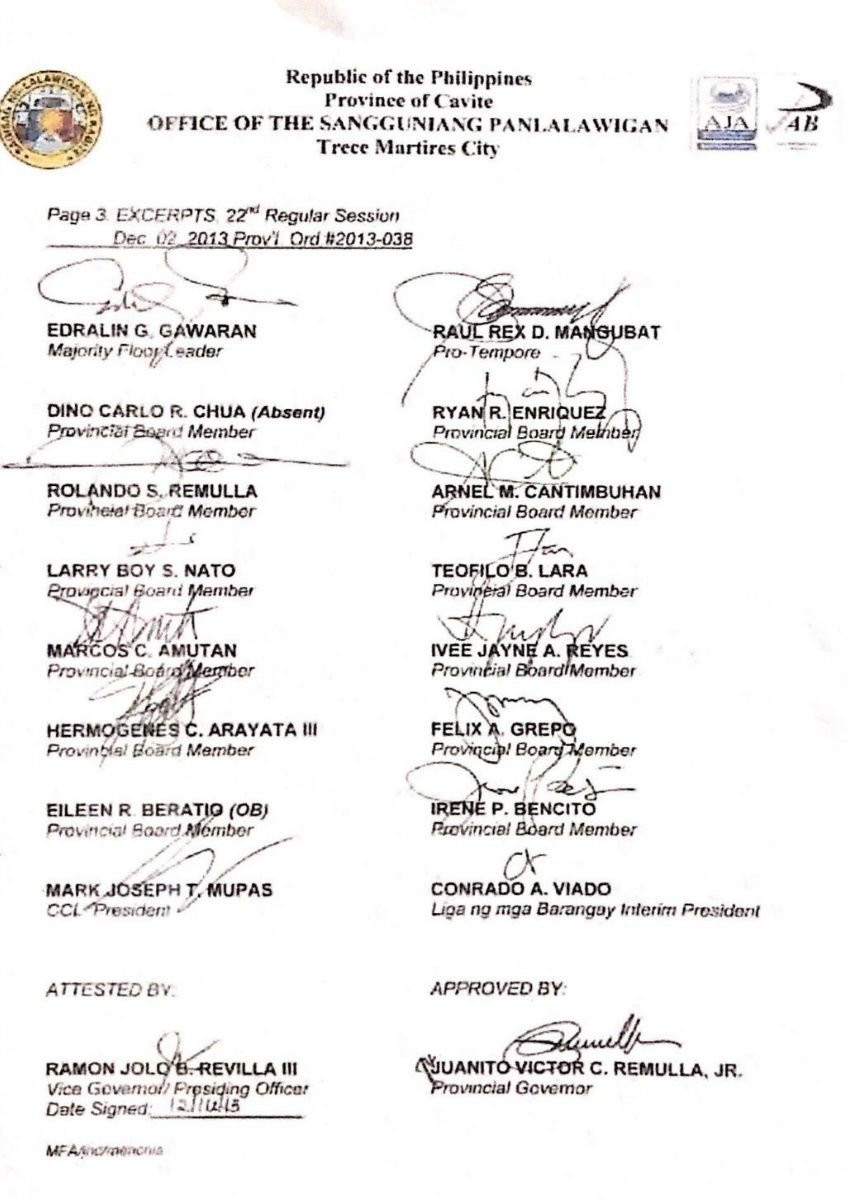 Republic of the Philippines
Province of Cavite
OFFICE OF THE SANGGUNIANG PANLALAWIGAN
Trece Martires City
AJA
AB
Page 3. EXCERPTS, 22nd Regular Session
Dec. 02, 2013 Prov'l. Ord #2013-038
EDRALIN G. GAWARAN
Majority Floor Leader
RAUL REX D. MANGUBAT
Pro-Tempore
DINO CARLO R. CHUA (Absent)
Provincial Board Member
RYAN R. ENRIQUEZ
Provincial Board Member
ROLANDO S. REMULLA
Provincial Board Member
ARNEL M. CANTIMBUHAN
Provincial Board Member
LARRY BOY S. NATO
Provincial Board Member
TEOFILO B. LARA
Provincial Board Member
MARCOS C. AMUTAN
Provincial Board Member
IVEE JAYNE A. REYES
Provincial Board Member
HERMOGENES C. ARAYATA III
Provincial Board Member
FELIX A. GREPO
Provincial Board Member
EILEEN R. BERATIO (OB)
Provincial Board Member
IRENE P. BENCITO
Provincial Board Member
MARK JOSEPH T. MUPAS
CCL President
CONRADO A. VIADO
Liga ng mga Barangay Interim President
ATTESTED BY:
APPROVED BY:
RAMON JOLO B. REVILLA III
Vice Governor/ Presiding Officer
Date Signed:
JUANITO VICTOR C. REMULLA, JR.
Provincial Governor